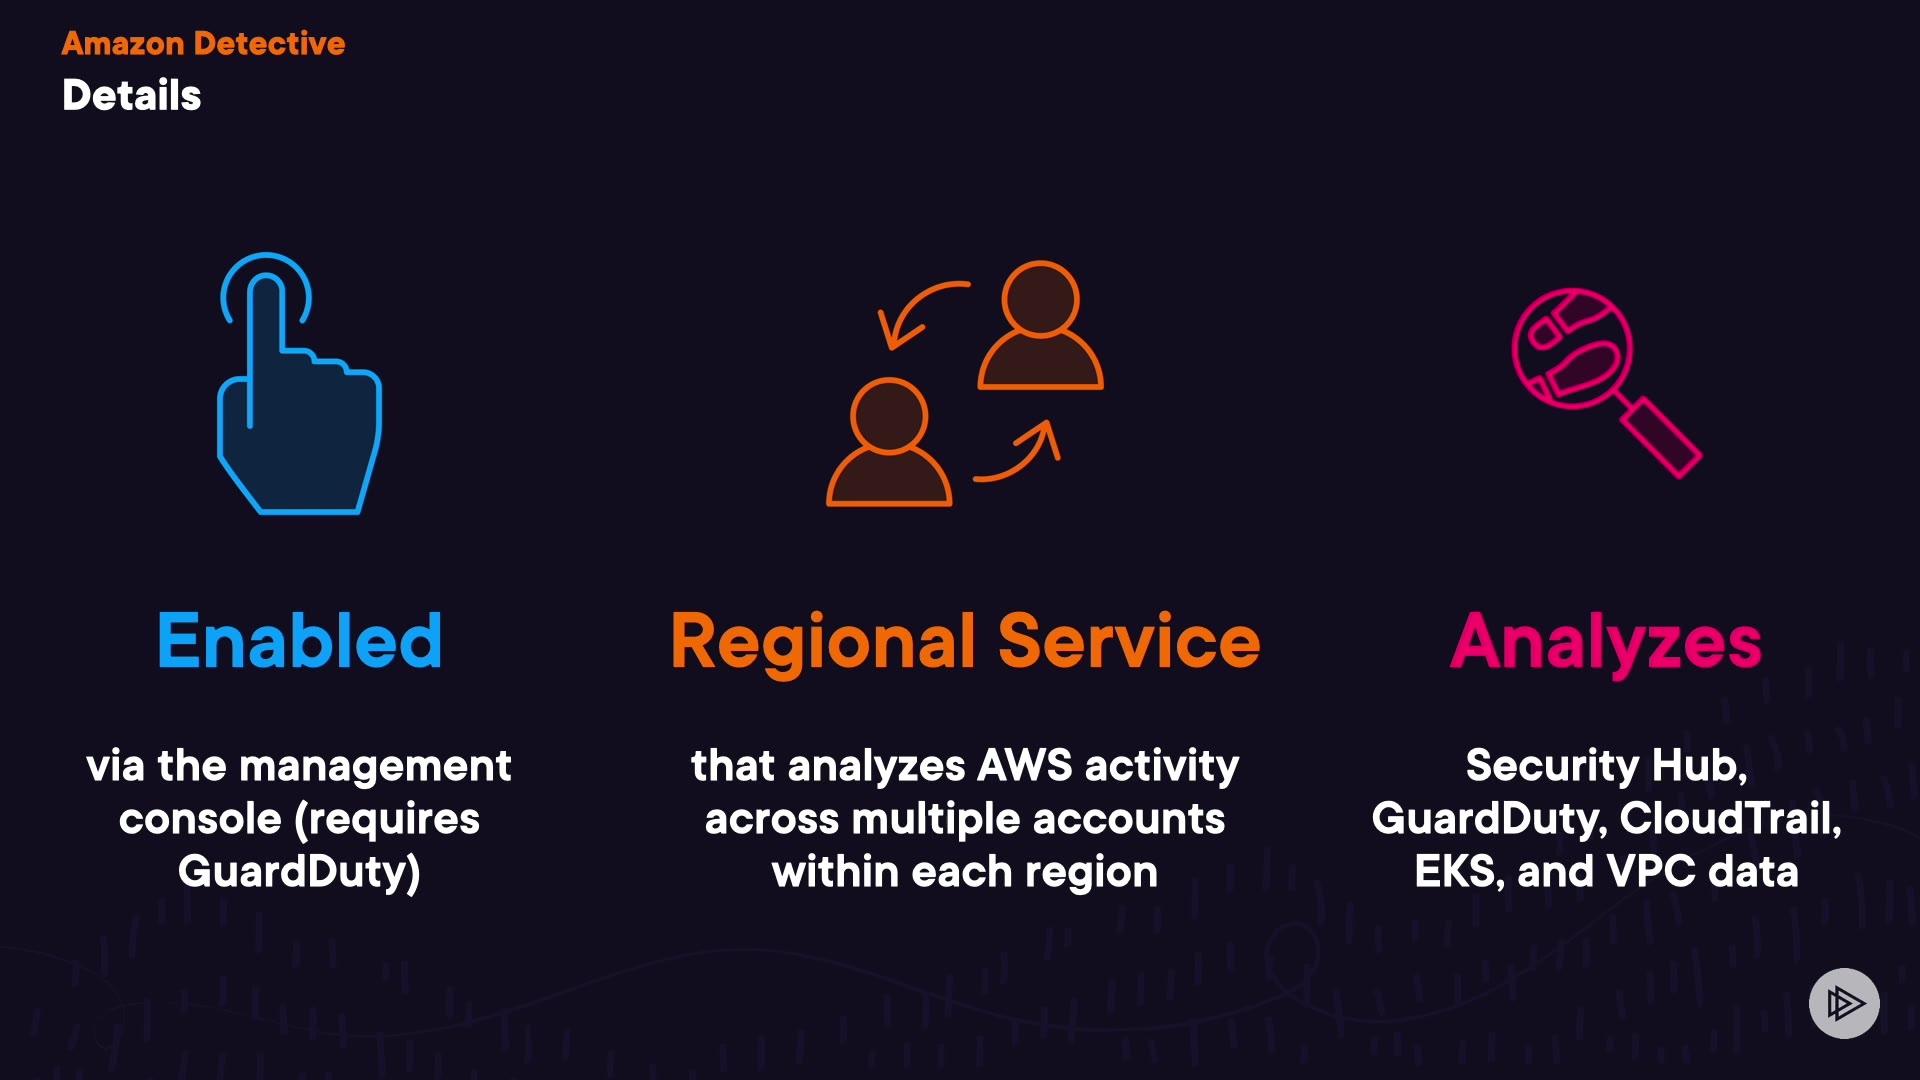 Amazon Detective
Details
Enabled
via the management
console (requires
GuardDuty)
Regional Service
that analyzes AWS activity
across multiple accounts
within each region
Analyzes
Security Hub,
GuardDuty, CloudTrail,
EKS, and VPC data